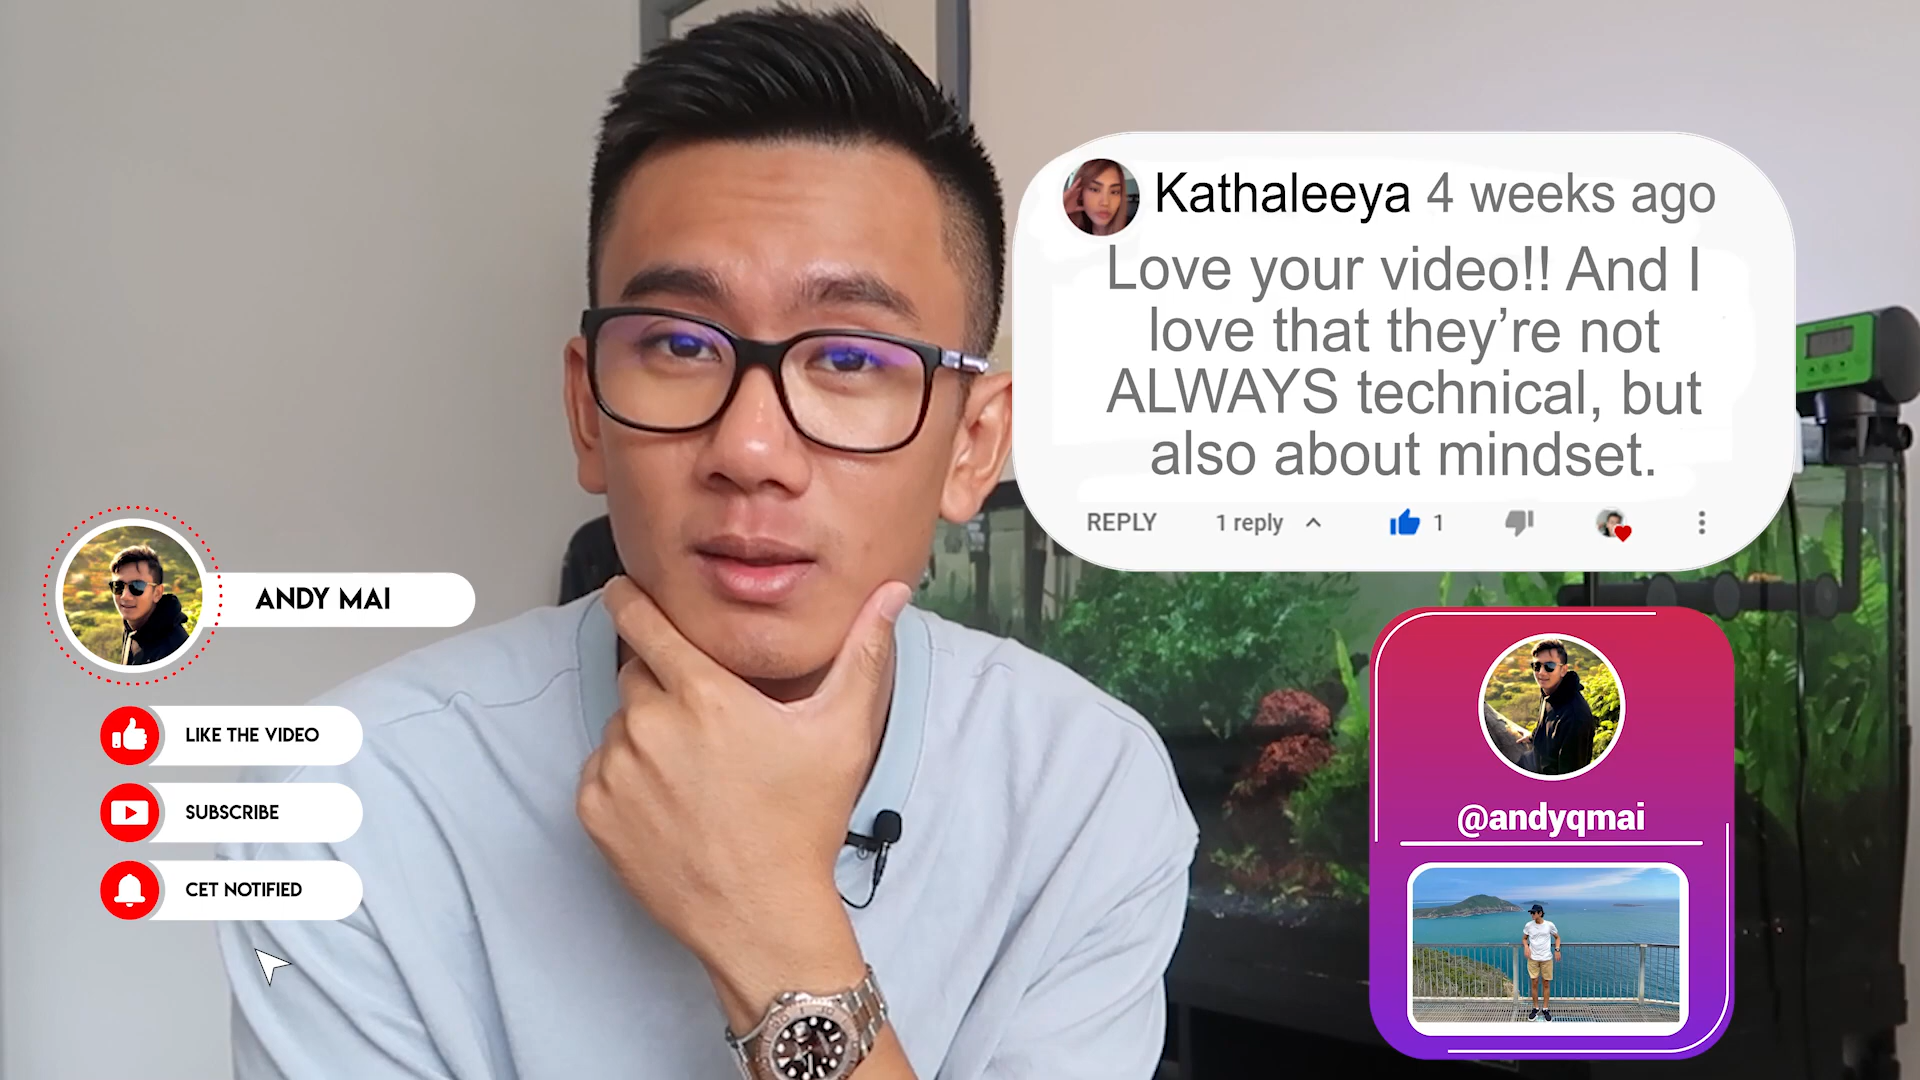 Kathaleeya 4 weeks ago
Love your video!! And I
love that they’re not
ALWAYS technical, but
also about mindset.
REPLY 1 reply 1
ANDY MAI
LIKE THE VIDEO
SUBSCRIBE
CET NOTIFIED
@andyqmai